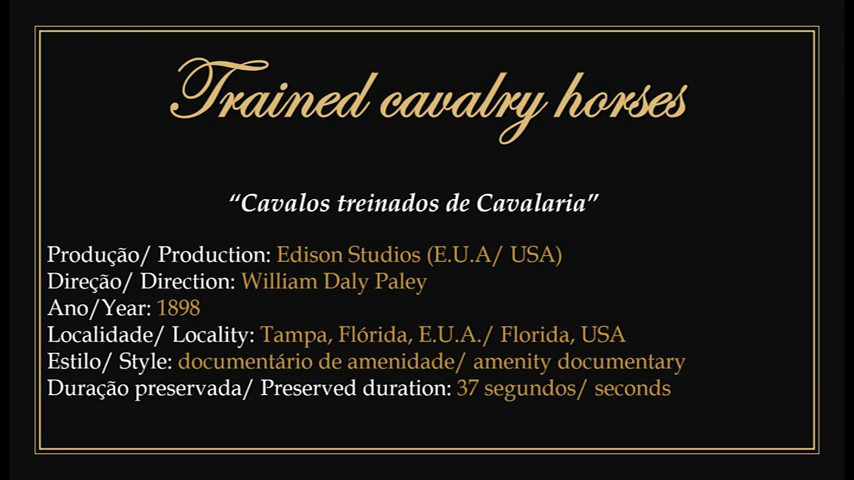 Trained cavalry horses
“Cavalos treinados de Cavalaria”
Produção/ Production: Edison Studios (E.U.A/ USA)
Direção/ Direction: William Daly Paley
Ano/Year: 1898
Localidade/ Locality: Tampa, Flórida, E.U.A./ Florida, USA
Estilo/ Style: documentário de amenidade/ amenity documentary
Duração preservada/ Preserved duration: 37 segundos/ seconds